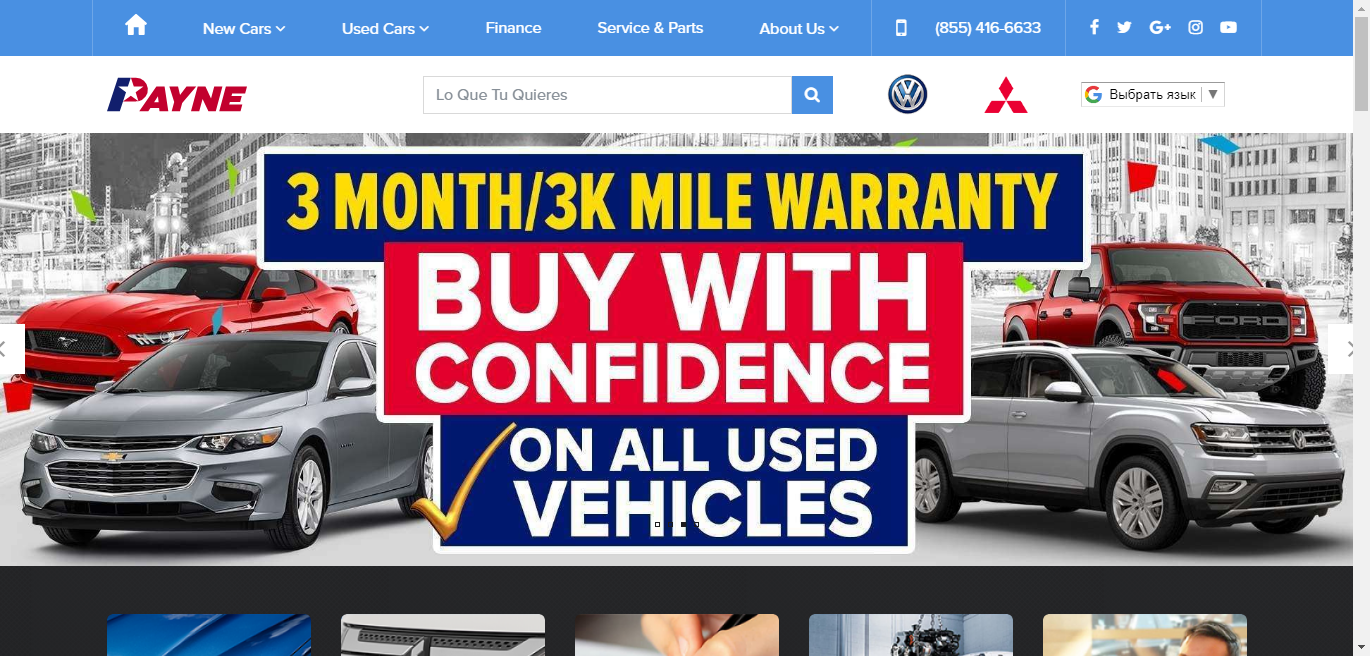 New Cars
Used Cars
Finance
Service & Parts
About Us
(855) 416-6633
PAYNE
Lo Que Tu Quieres
Выбрать язык
3 MONTH/3K MILE WARRANTY
BUY WITH
CONFIDENCE
ON ALL USED
VEHICLES
FORD